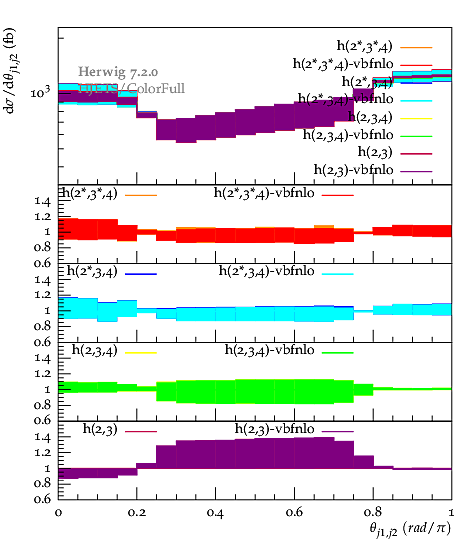 dσ/dθj1,j2 (fb)
10^3
Herwig 7.2.0
/ColorFull
h(2*,3*,4)
h(2*,3*,4)-vbfnlo
h(2*,3,4)
h(2*,3,4)-vbfnlo
h(2,3,4)
h(2,3,4)-vbfnlo
h(2,3)
h(2,3)-vbfnlo
h(2*,3*,4) h(2*,3*,4)-vbfnlo
1.4
1.2
1
0.8
0.6
h(2*,3,4) h(2*,3,4)-vbfnlo
1.4
1.2
1
0.8
0.6
h(2,3,4) h(2,3,4)-vbfnlo
1.4
1.2
1
0.8
0.6
h(2,3) h(2,3)-vbfnlo
1.4
1.2
1
0.8
0.6
0 0.2 0.4 0.6 0.8 1
θj1,j2 (rad/π)